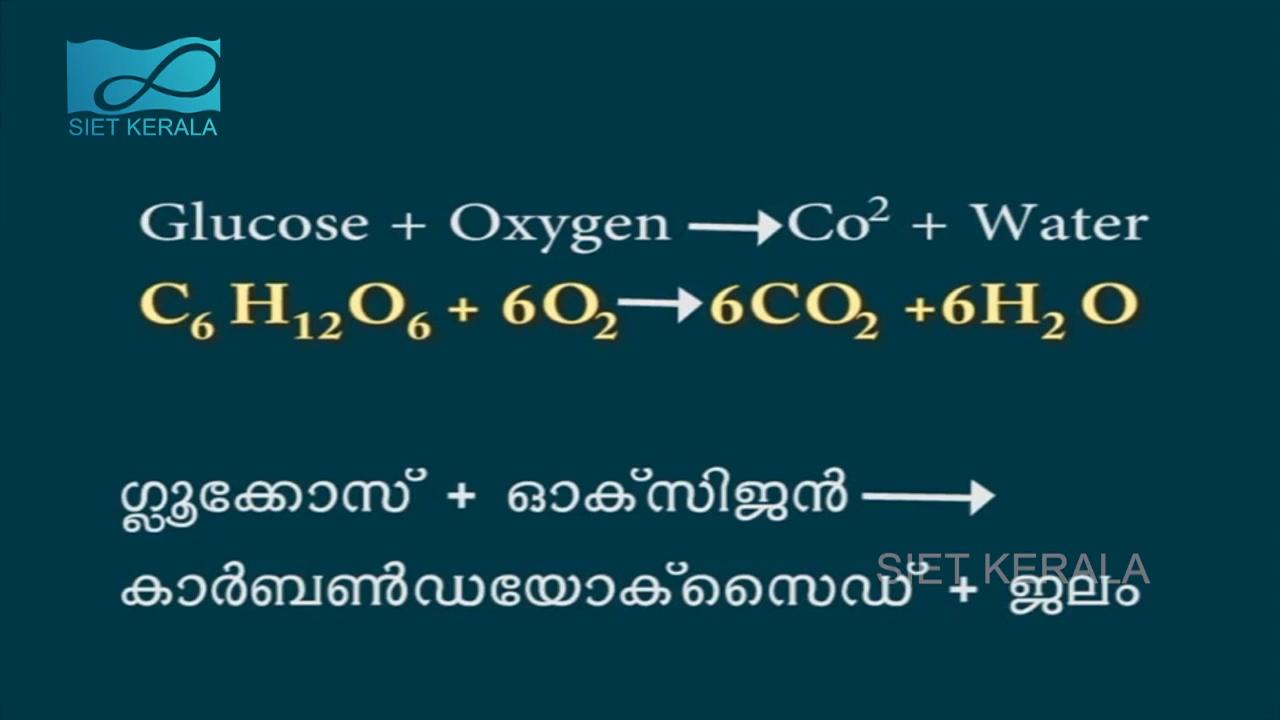 SIET KERALA
Glucose + Oxygen → Co² + Water
C₆ H₁₂O₆ + 6O₂ → 6CO₂ +6H₂ O
ഗ്ലൂക്കോസ് + ഓക്സിജൻ →
SIET KERALA
കാർബൺഡയോക്സൈഡ് + ജലം